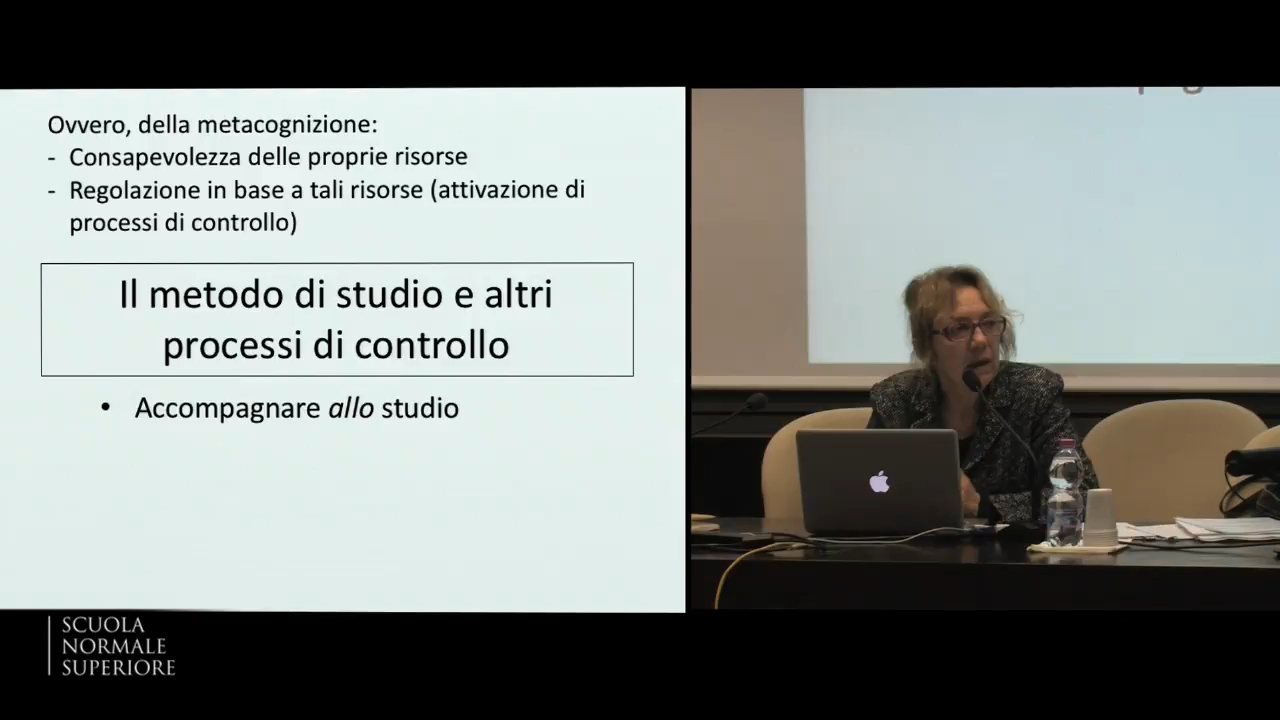 Ovvero, della metacognizione:
- Consapevolezza delle proprie risorse
- Regolazione in base a tali risorse (attivazione di
processi di controllo)
Il metodo di studio e altri
processi di controllo
• Accompagnare allo studio
SCUOLA
NORMALE
SUPERIORE